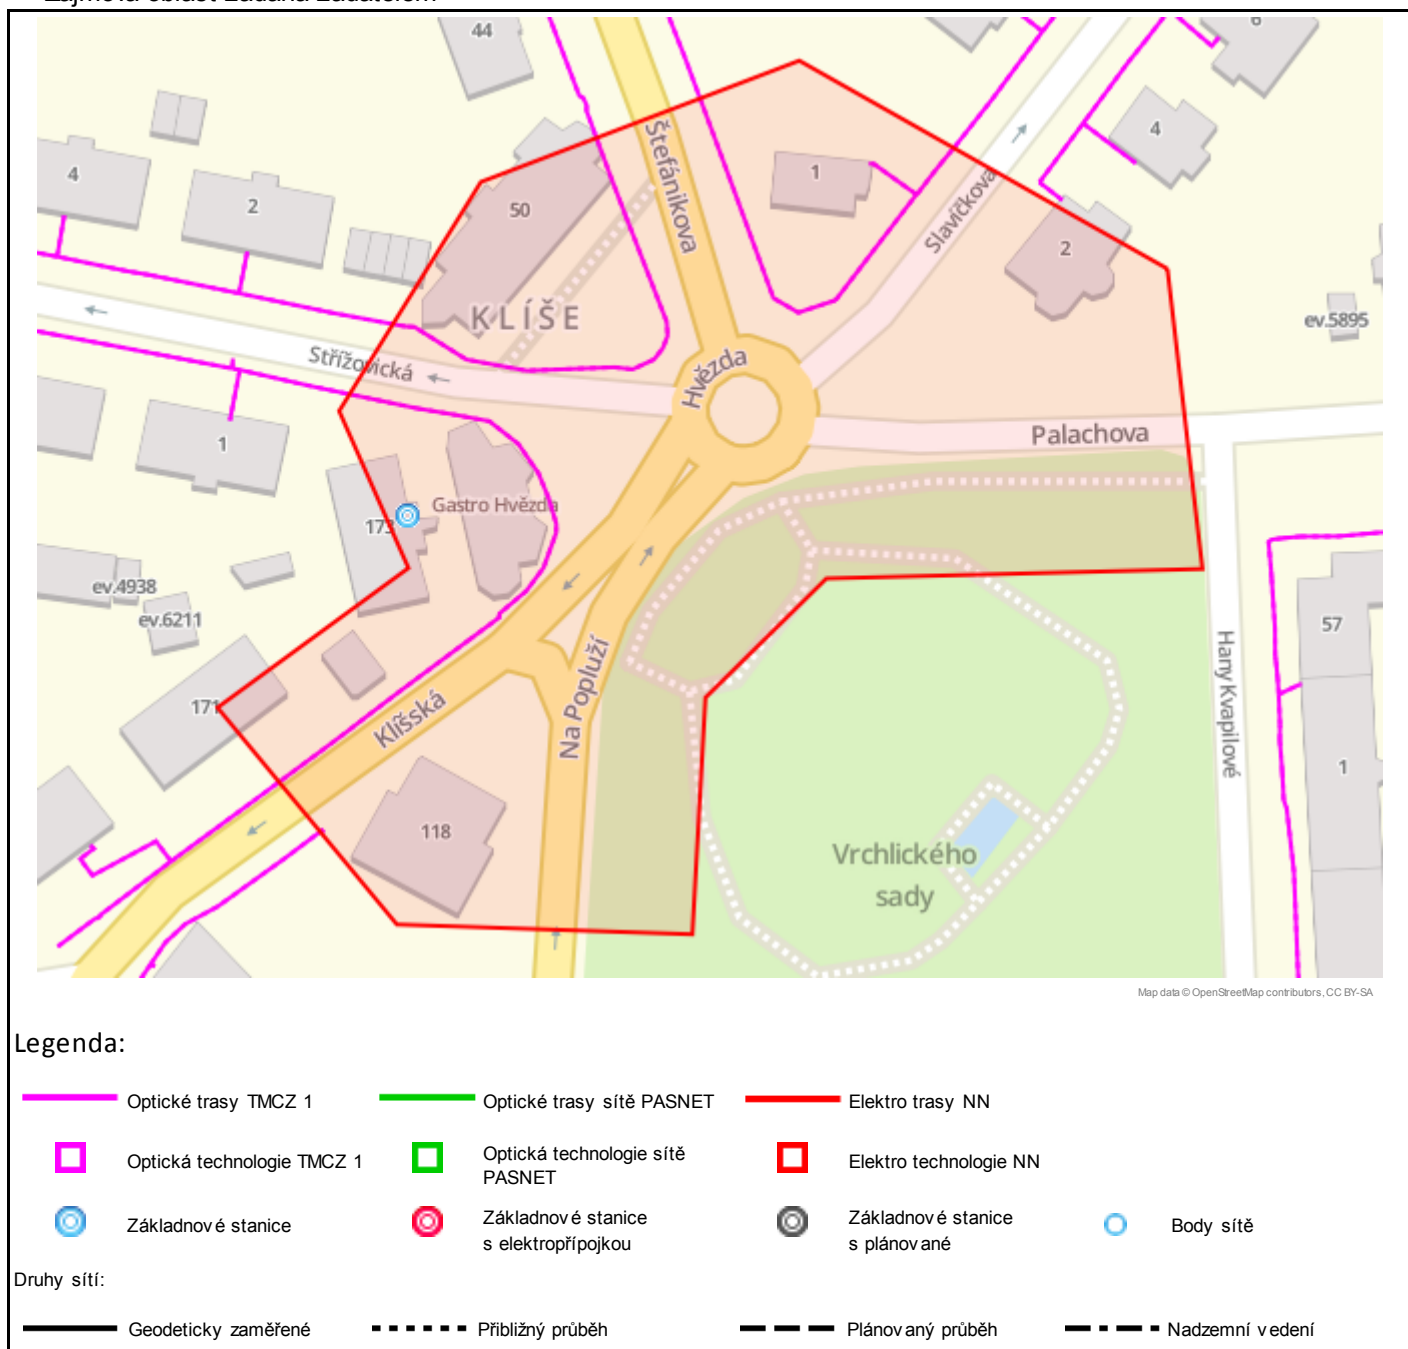 Zájmová oblast zadaná žadatelem
44
6
Štefánikova
4
1
4
2
50
Slavíčkova
2
KLÍŠE
ev.5895
Střížovická
Hvězda
Palachova
1
Gastro Hvězda
173
ev.4938
ev.6211
57
Na Popluží
Hany Kvapilové
171
Klíšská
1
118
Vrchlického
sady
Map data © OpenStreetMap contributors, CC BY-SA
Legenda:
Optické trasy TMCZ 1
Optické trasy sítě PASNET
Elektro trasy NN
Optická technologie TMCZ 1
Optická technologie sítě
PASNET
Elektro technologie NN
Základnové stanice
Základnové stanice
s elektropřípojkou
Základnové stanice
s plánované
Body sítě
Druhy sítí:
Geodeticky zaměřené
Přibližný průběh
Plánovaný průběh
Nadzemní vedení